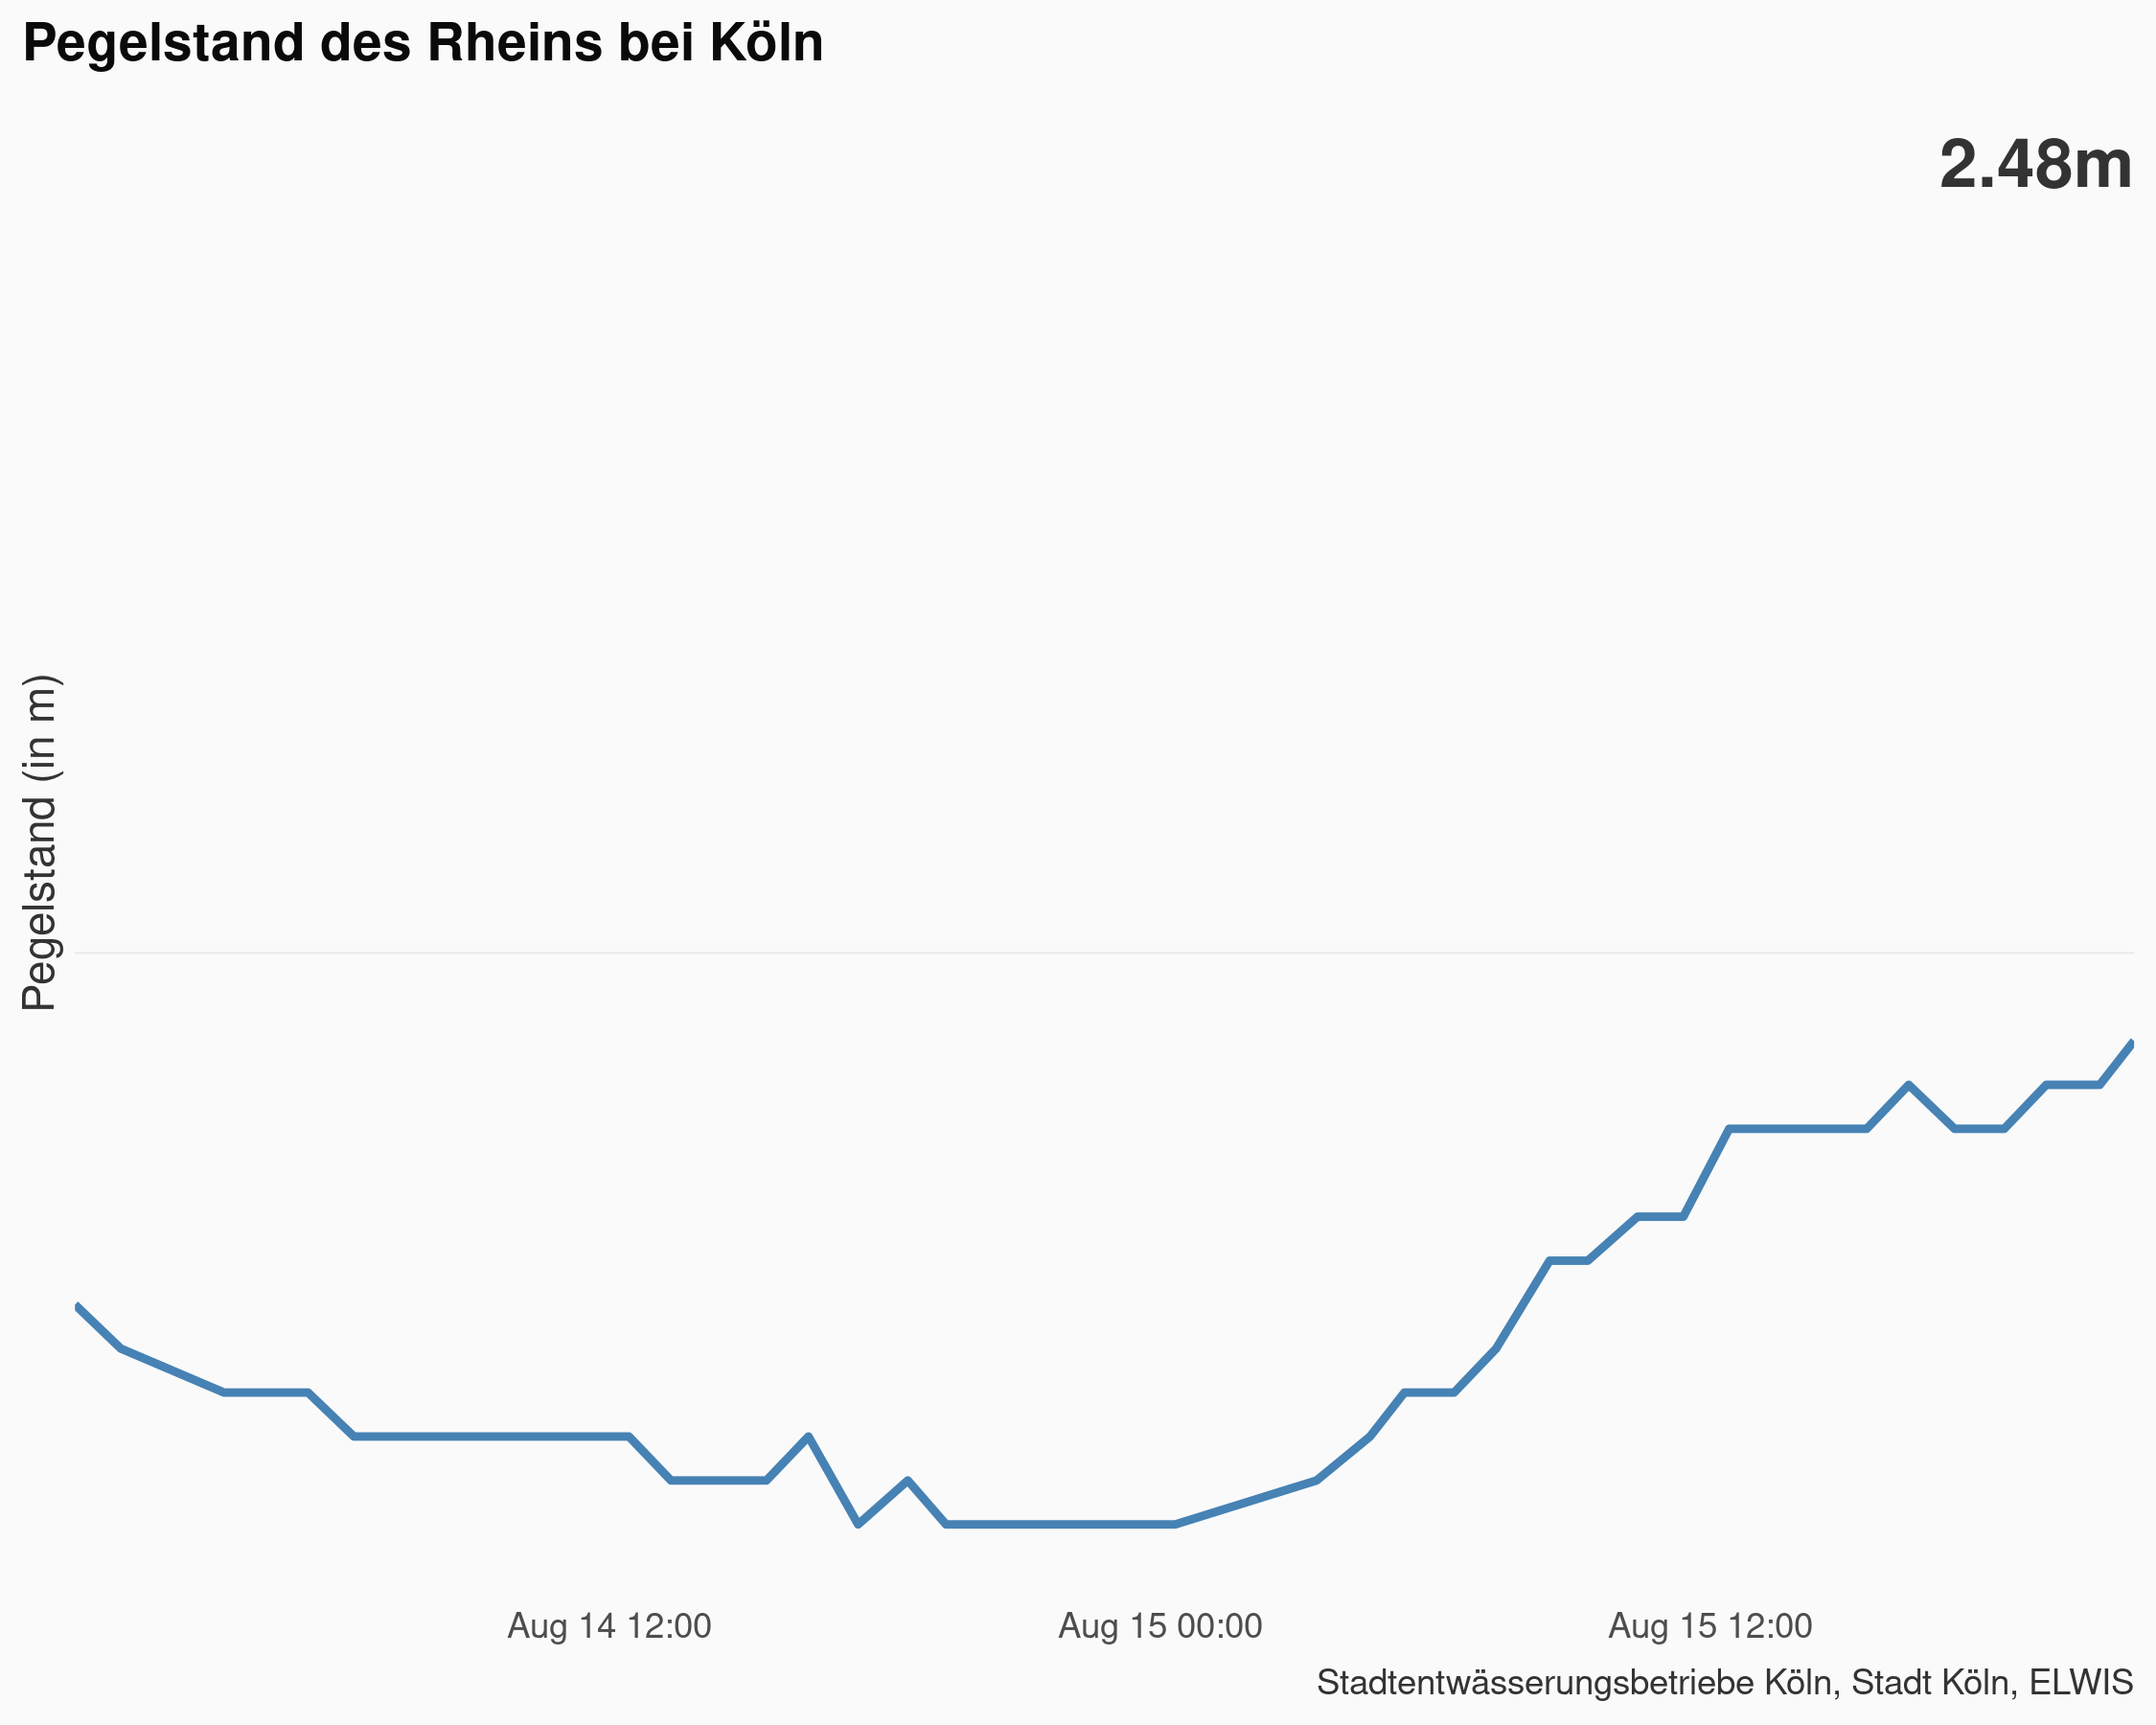 Pegelstand des Rheins bei Köln
2.48m
Pegelstand (in m)
Aug 14 12:00
Aug 15 00:00
Aug 15 12:00
Stadtentwässerungsbetriebe Köln, Stadt Köln, ELWIS